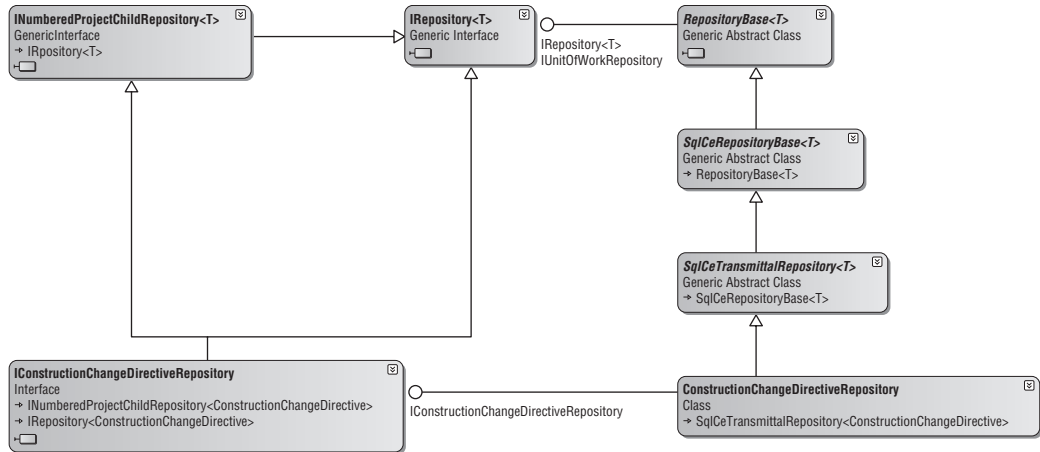 INumberedProjectChildRepository<T>
GenericInterface
→ IRpository<T>
IRepository<T>
Generic Interface
IRepository<T>
IUnitOfWorkRepository
RepositoryBase<T>
Generic Abstract Class
SqlCeRepositoryBase<T>
Generic Abstract Class
→ RepositoryBase<T>
SqlCeTransmittalRepository<T>
Generic Abstract Class
→ SqlCeRepositoryBase<T>
IConstructionChangeDirectiveRepository
Interface
→ INumberedProjectChildRepository<ConstructionChangeDirective>
→ IRepository<ConstructionChangeDirective>
IConstructionChangeDirectiveRepository
ConstructionChangeDirectiveRepository
Class
→ SqlCeTransmittalRepository<ConstructionChangeDirective>